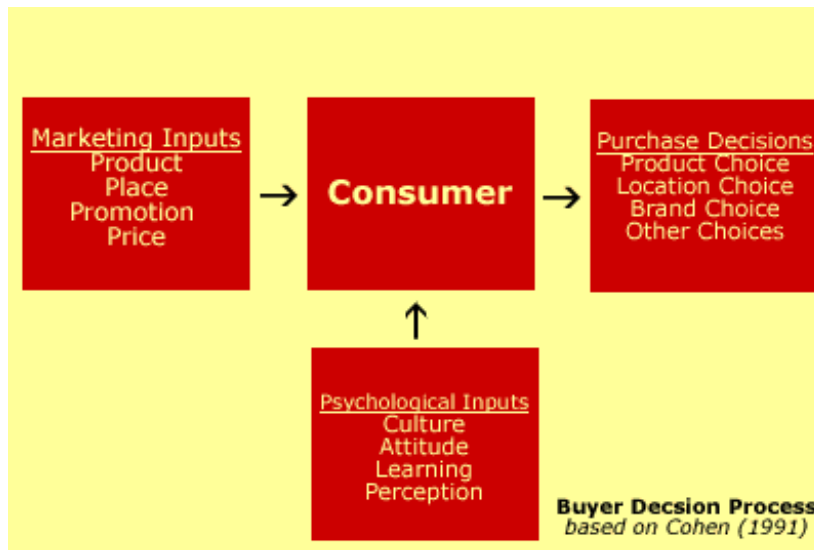 Marketing Inputs
Product
Place
Promotion
Price
→
Consumer
→
Purchase Decisions
Product Choice
Location Choice
Brand Choice
Other Choices
↑
Psychological Inputs
Culture
Attitude
Learning
Perception
Buyer Decsion Process
based on Cohen (1991)